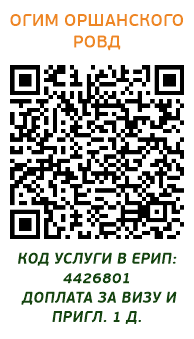 ОГИМ ОРШАНСКОГО
РОВД
КОД УСЛУГИ В ЕРИП:
4426801
ДОПЛАТА ЗА ВИЗУ И
ПРИГЛ. 1 Д.